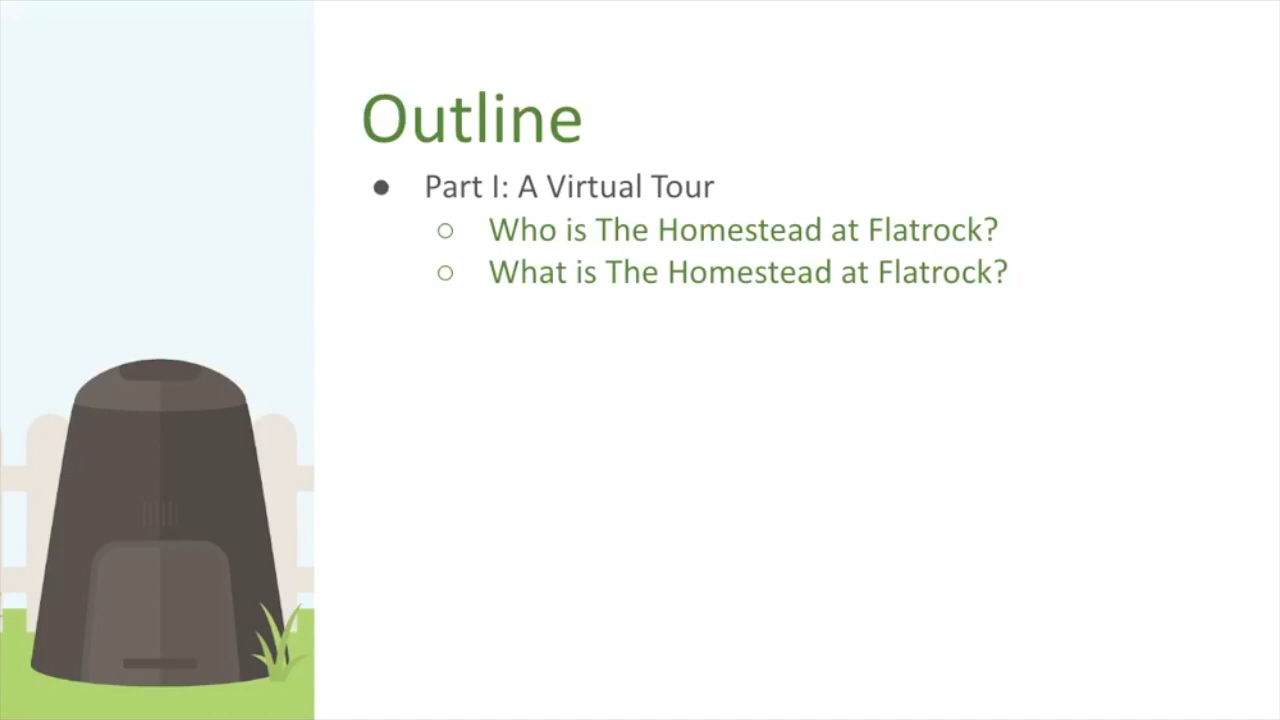 Outline
● Part I: A Virtual Tour
○ Who is The Homestead at Flatrock?
○ What is The Homestead at Flatrock?